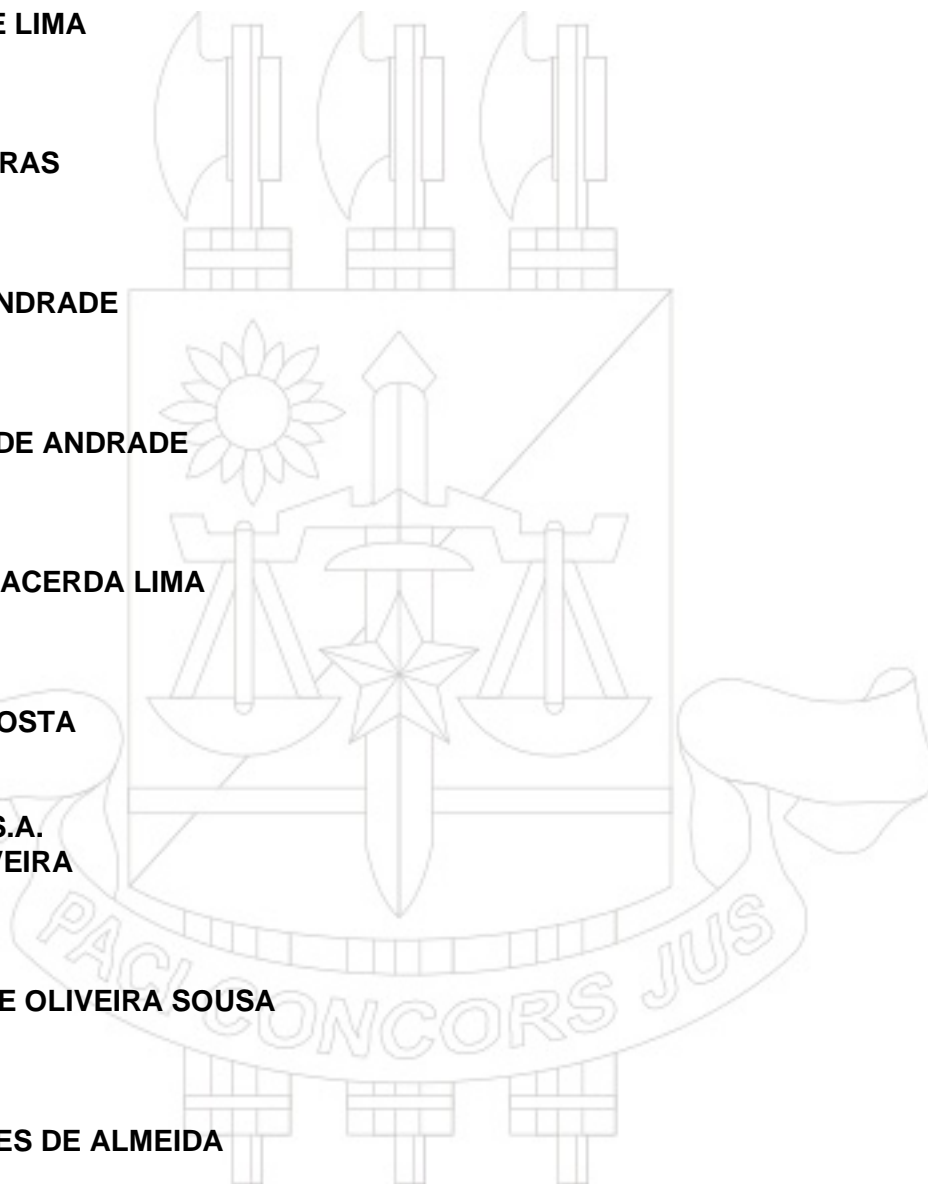 E LIMA
RAS
NDRADE
DE ANDRADE
ACERDA LIMA
OSTA
S.A.
VEIRA
PACI CONCORS JUS
E OLIVEIRA SOUSA
ES DE ALMEIDA